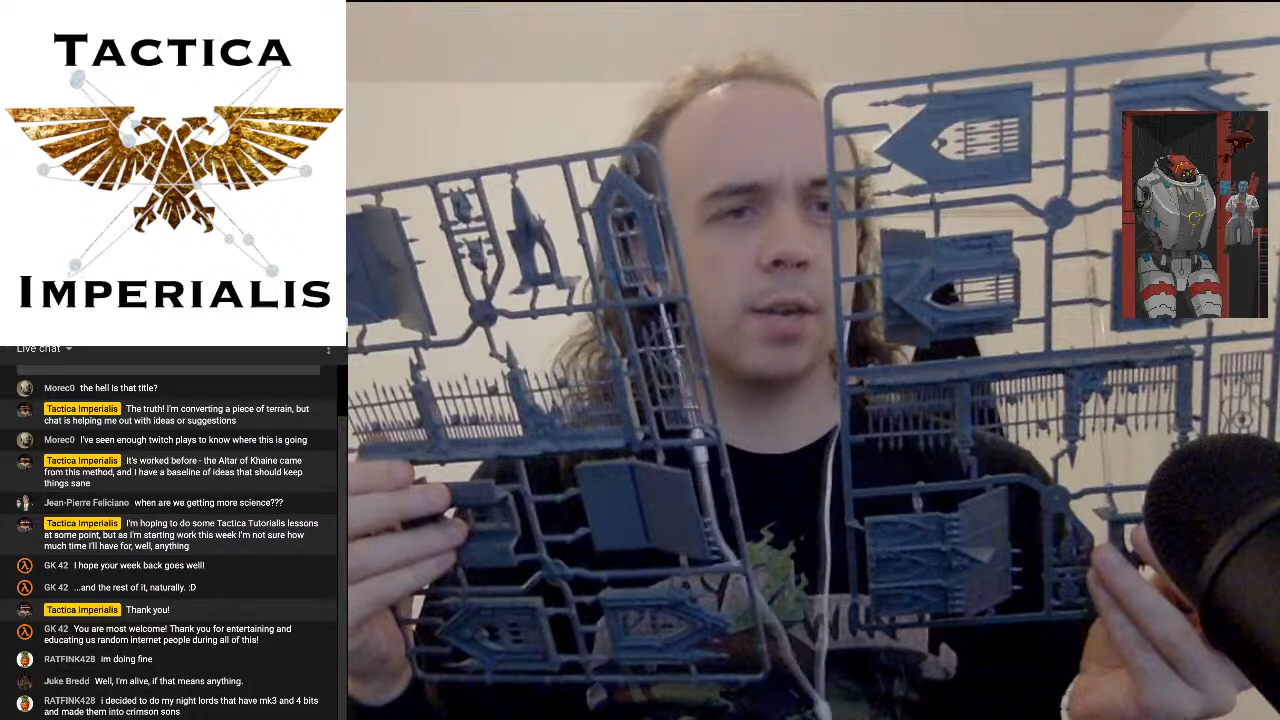 TACTICA
IMPERIALIS
Live chat
Morec0 the hell is that title?
Tactica Imperialis The truth! I'm converting a piece of terrain, but
chat is helping me out with ideas or suggestions
Morec0 I've seen enough twitch plays to know where this is going
Tactica Imperialis It's worked before - the Altar of Khaine came
from this method, and I have a baseline of ideas that should keep
things sane
Jean-Pierre Feliciano when are we getting more science???
Tactica Imperialis I'm hoping to do some Tactica Tutorialis lessons
at some point, but as I'm starting work this week I'm not sure how
much time I'll have for, well, anything
GK 42 I hope your week back goes well!
GK 42 ...and the rest of it, naturally. :D
Tactica Imperialis Thank you!
GK 42 You are most welcome! Thank you for entertaining and
educating us random Internet people during all of this!
RATFINK428 im doing fine
Juke Bredd Well, I'm alive, if that means anything.
RATFINK428 i decided to do my night lords that have mk3 and 4 bits
and made them into crimson sons